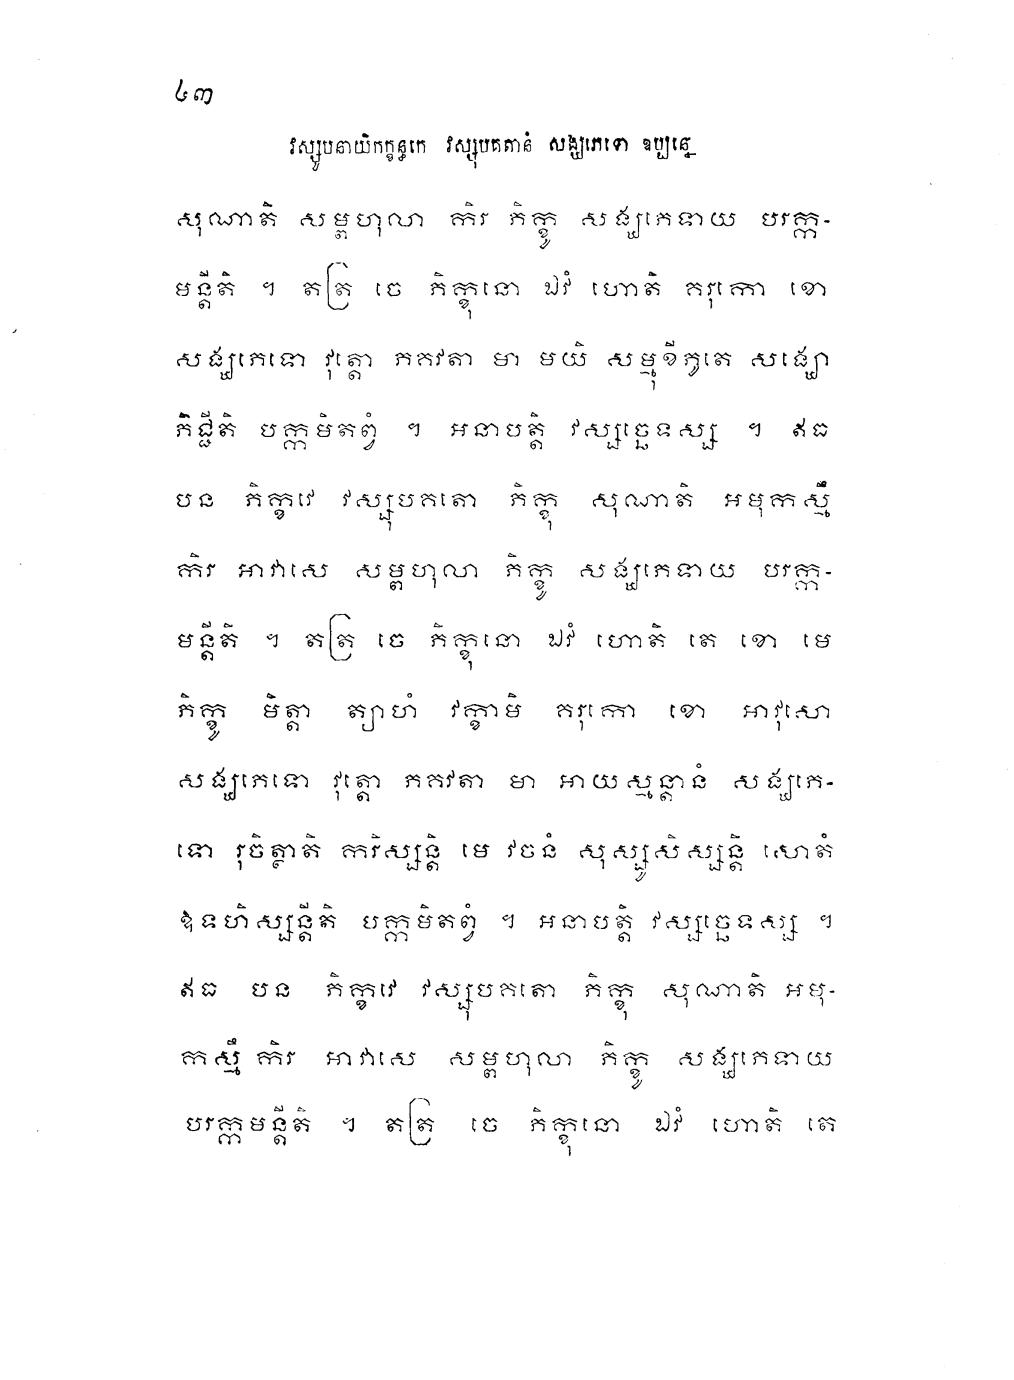 ៤៣
វស្សូបនាយិកក្ខន្ធកេ វស្សុបគតានំ សង្ឃភេទោ ឧប្បន្នេ
សុណាតិ សម្ពហុលា កិរ ភិក្ខូ សង្ឃភេទាយ បរក្ក-
មន្តីតិ ។ តត្រ ចេ ភិក្ខុនោ ឯវំ ហោតិ គរុកោ ខោ
សង្ឃភេទោ វុត្តោ ភគវតា មា មយិ សម្មុខីភូតេ សង្ឃោ
ភិជ្ជីតិ បក្កមិតព្វំ ។ អនាបត្តិ វស្សច្ឆេទស្ស ។ ឥធ
បន ភិក្ខវេ វស្សុបគតោ ភិក្ខុ សុណាតិ អមុកស្មឹ
កិរ អាវាសេ សម្ពហុលា ភិក្ខូ សង្ឃភេទាយ បរក្ក-
មន្តីតិ ។ តត្រ ចេ ភិក្ខុនោ ឯវំ ហោតិ តេ ខោ មេ
ភិក្ខូ មិត្តា ត្យាហំ វក្ខាមិ គរុកោ ខោ អាវុសោ
សង្ឃភេទោ វុត្តោ ភគវតា មា អាយស្មន្តានំ សង្ឃភេ-
ទោ រុចិត្ថាតិ ករិស្សន្តិ មេ វចនំ សុស្សូសិស្សន្តិ សោតំ
ឱទហិស្សន្តីតិ បក្កមិតព្វំ ។ អនាបត្តិ វស្សច្ឆេទស្ស ។
ឥធ បន ភិក្ខវេ វស្សុបគតោ ភិក្ខុ សុណាតិ អមុ-
កស្មឹ កិរ អាវាសេ សម្ពហុលា ភិក្ខូ សង្ឃភេទាយ
បរក្កមន្តីតិ ។ តត្រ ចេ ភិក្ខុនោ ឯវំ ហោតិ តេ